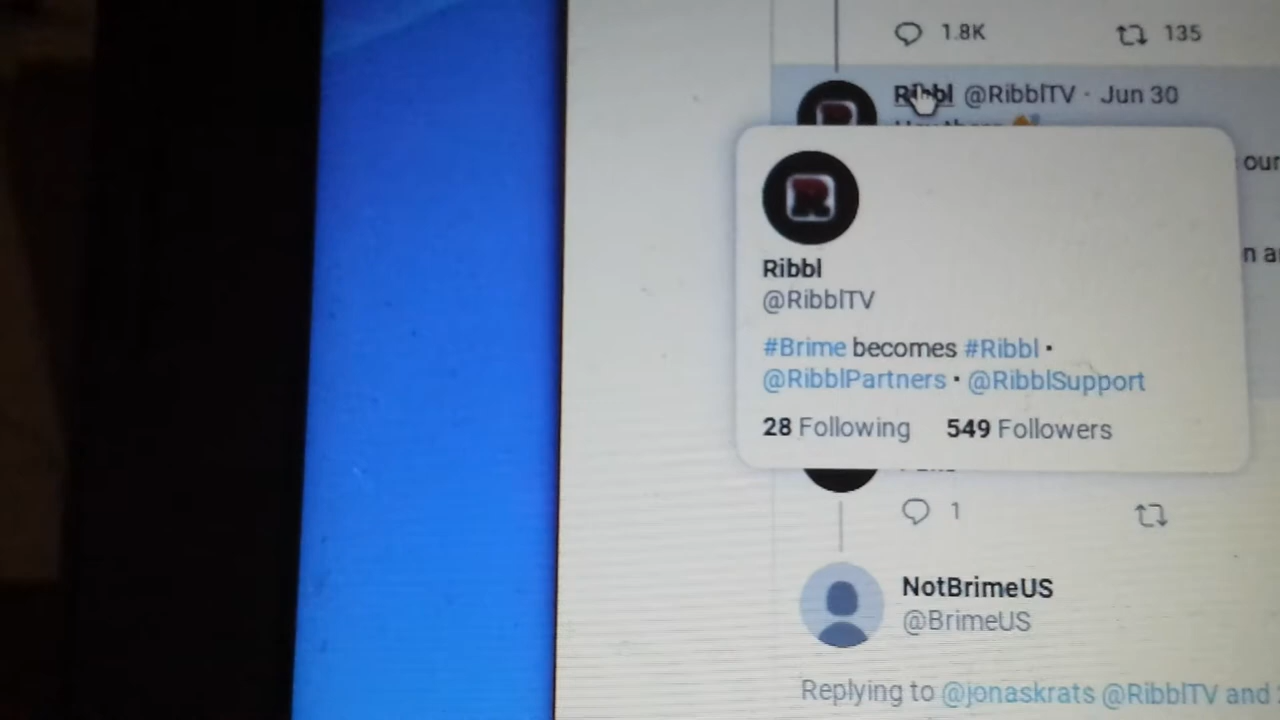 1.8K 135
Ribbl @RibblTV · Jun 30
our
Ribbl
@RibblTV
#Brime becomes #Ribbl •
@RibblPartners • @RibblSupport
28 Following 549 Followers
1
NotBrimeUS
@BrimeUS
Replying to @jonaskrats @RibblTV and